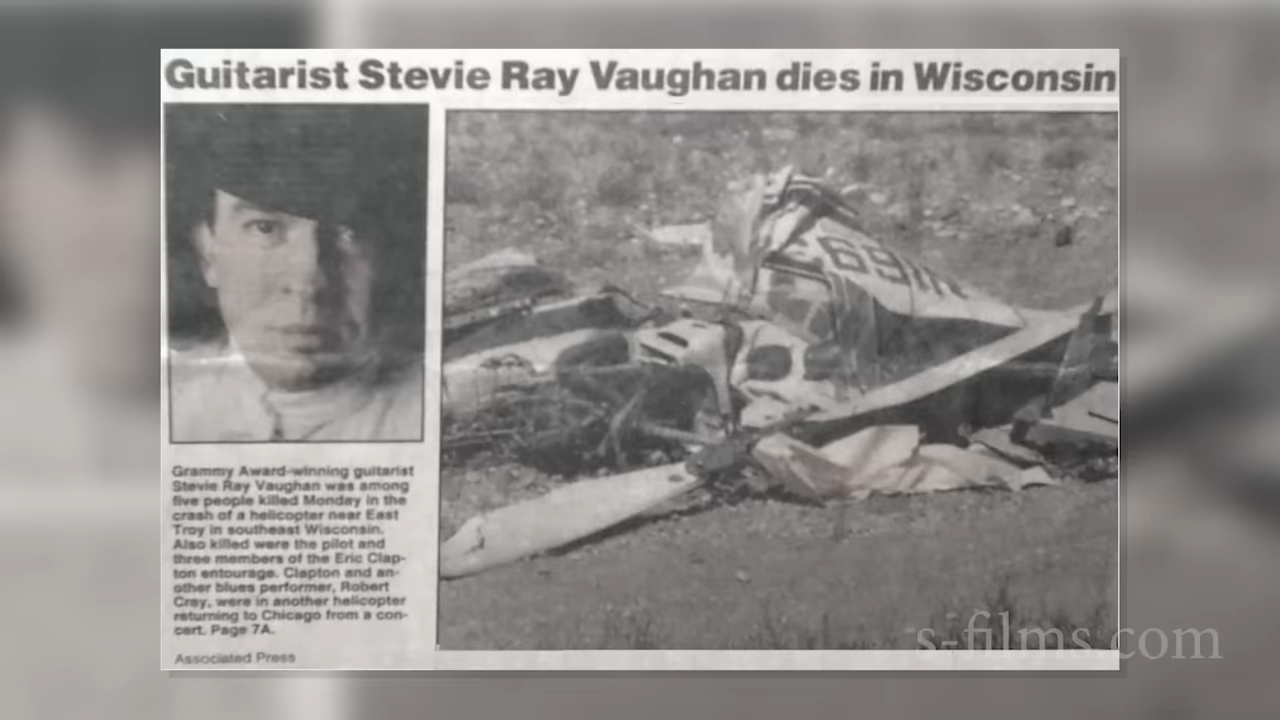 Guitarist Stevie Ray Vaughan dies in Wisconsin
69
Grammy Award-winning guitarist
Stevie Ray Vaughan was among
five people killed Monday in the
crash of a helicopter near East
Troy in southeast Wisconsin.
Also killed were the pilot and
three members of the Eric Clap-
ton entourage. Clapton and an-
other blues performer, Robert
Cray, were in another helicopter
returning to Chicago from a con-
cert. Page 7A.
Associated Press
s-films.com